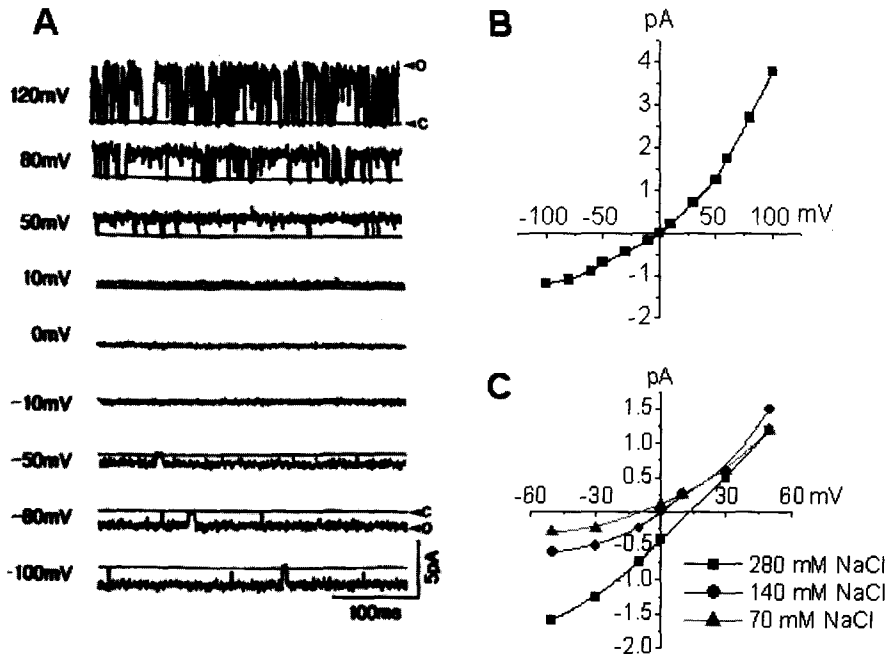 A
120mV
O
C
80mV
50mV
10mV
0mV
-10mV
-50mV
-80mV
C
O
-100mV
5pA
100ms
B
pA
4
3
2
1
-100
-50
50
100
mV
-1
-2
C
pA
1.5
1.0
0.5
-60
-30
30
60
mV
-0.5
-1.0
-1.5
-2.0
280 mM NaCl
140 mM NaCl
70 mM NaCl